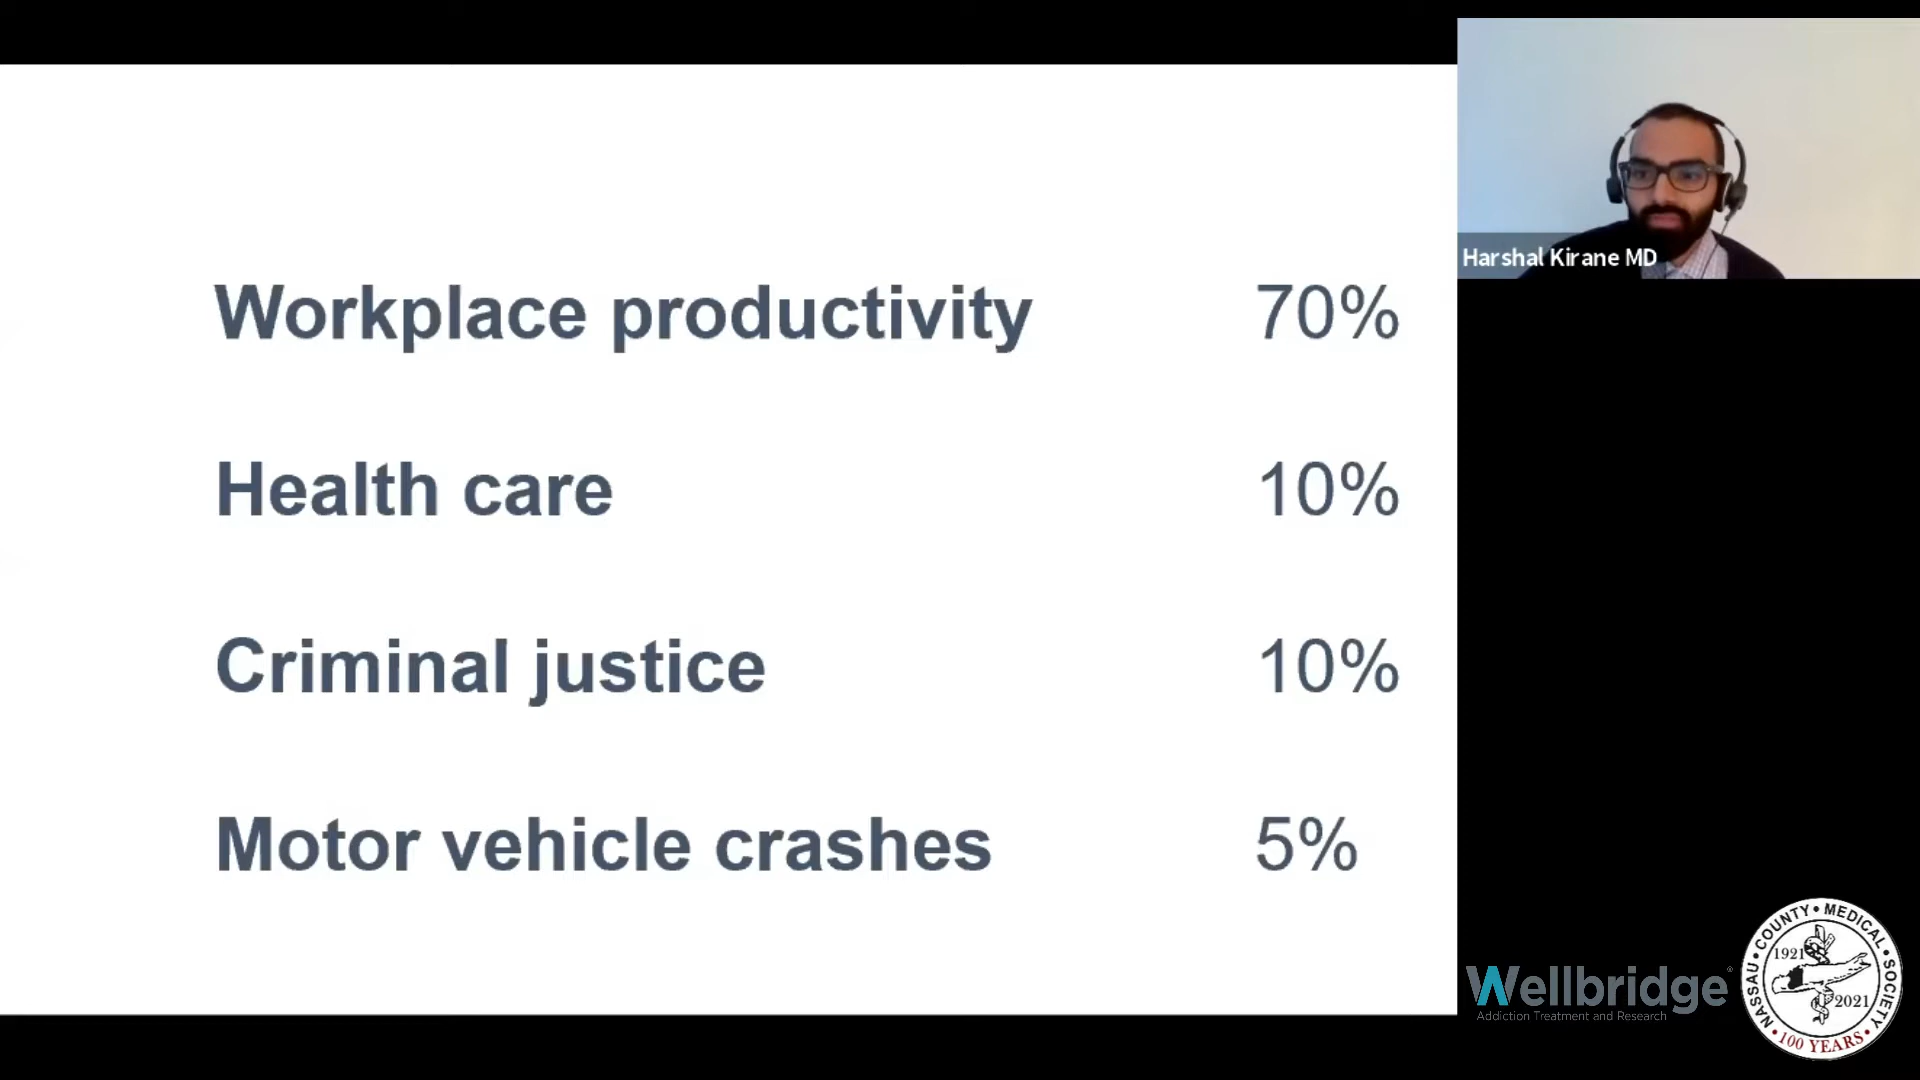 Workplace productivity 70%
Health care 10%
Criminal justice 10%
Motor vehicle crashes 5%
Harshal Kirane MD
Wellbridge
Addiction Treatment and Research
NASSAU • COUNTY • MEDICAL • SOCIETY
1921
2021
• 100 YEARS •